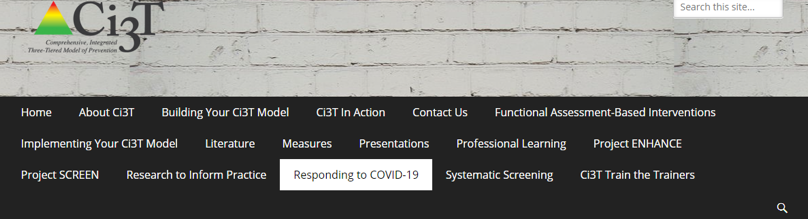 Search this site...
Ci3T
Comprehensive, Integrated
Three-Tiered Model of Prevention
Home About Ci3T Building Your Ci3T Model Ci3T In Action Contact Us Functional Assessment-Based Interventions
Implementing Your Ci3T Model Literature Measures Presentations Professional Learning Project ENHANCE
Project SCREEN Research to Inform Practice Responding to COVID-19 Systematic Screening Ci3T Train the Trainers